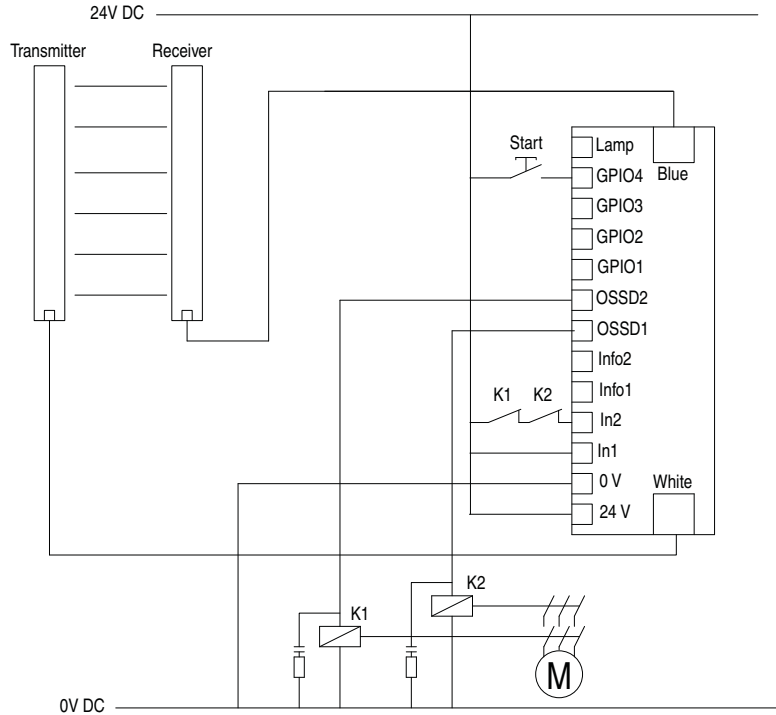 24V DC
Transmitter
Receiver
Start
Lamp
Blue
GPIO4
GPIO3
GPIO2
GPIO1
OSSD2
OSSD1
Info2
Info1
K1 K2
In2
In1
0 V
White
24 V
K2
K1
M
0V DC